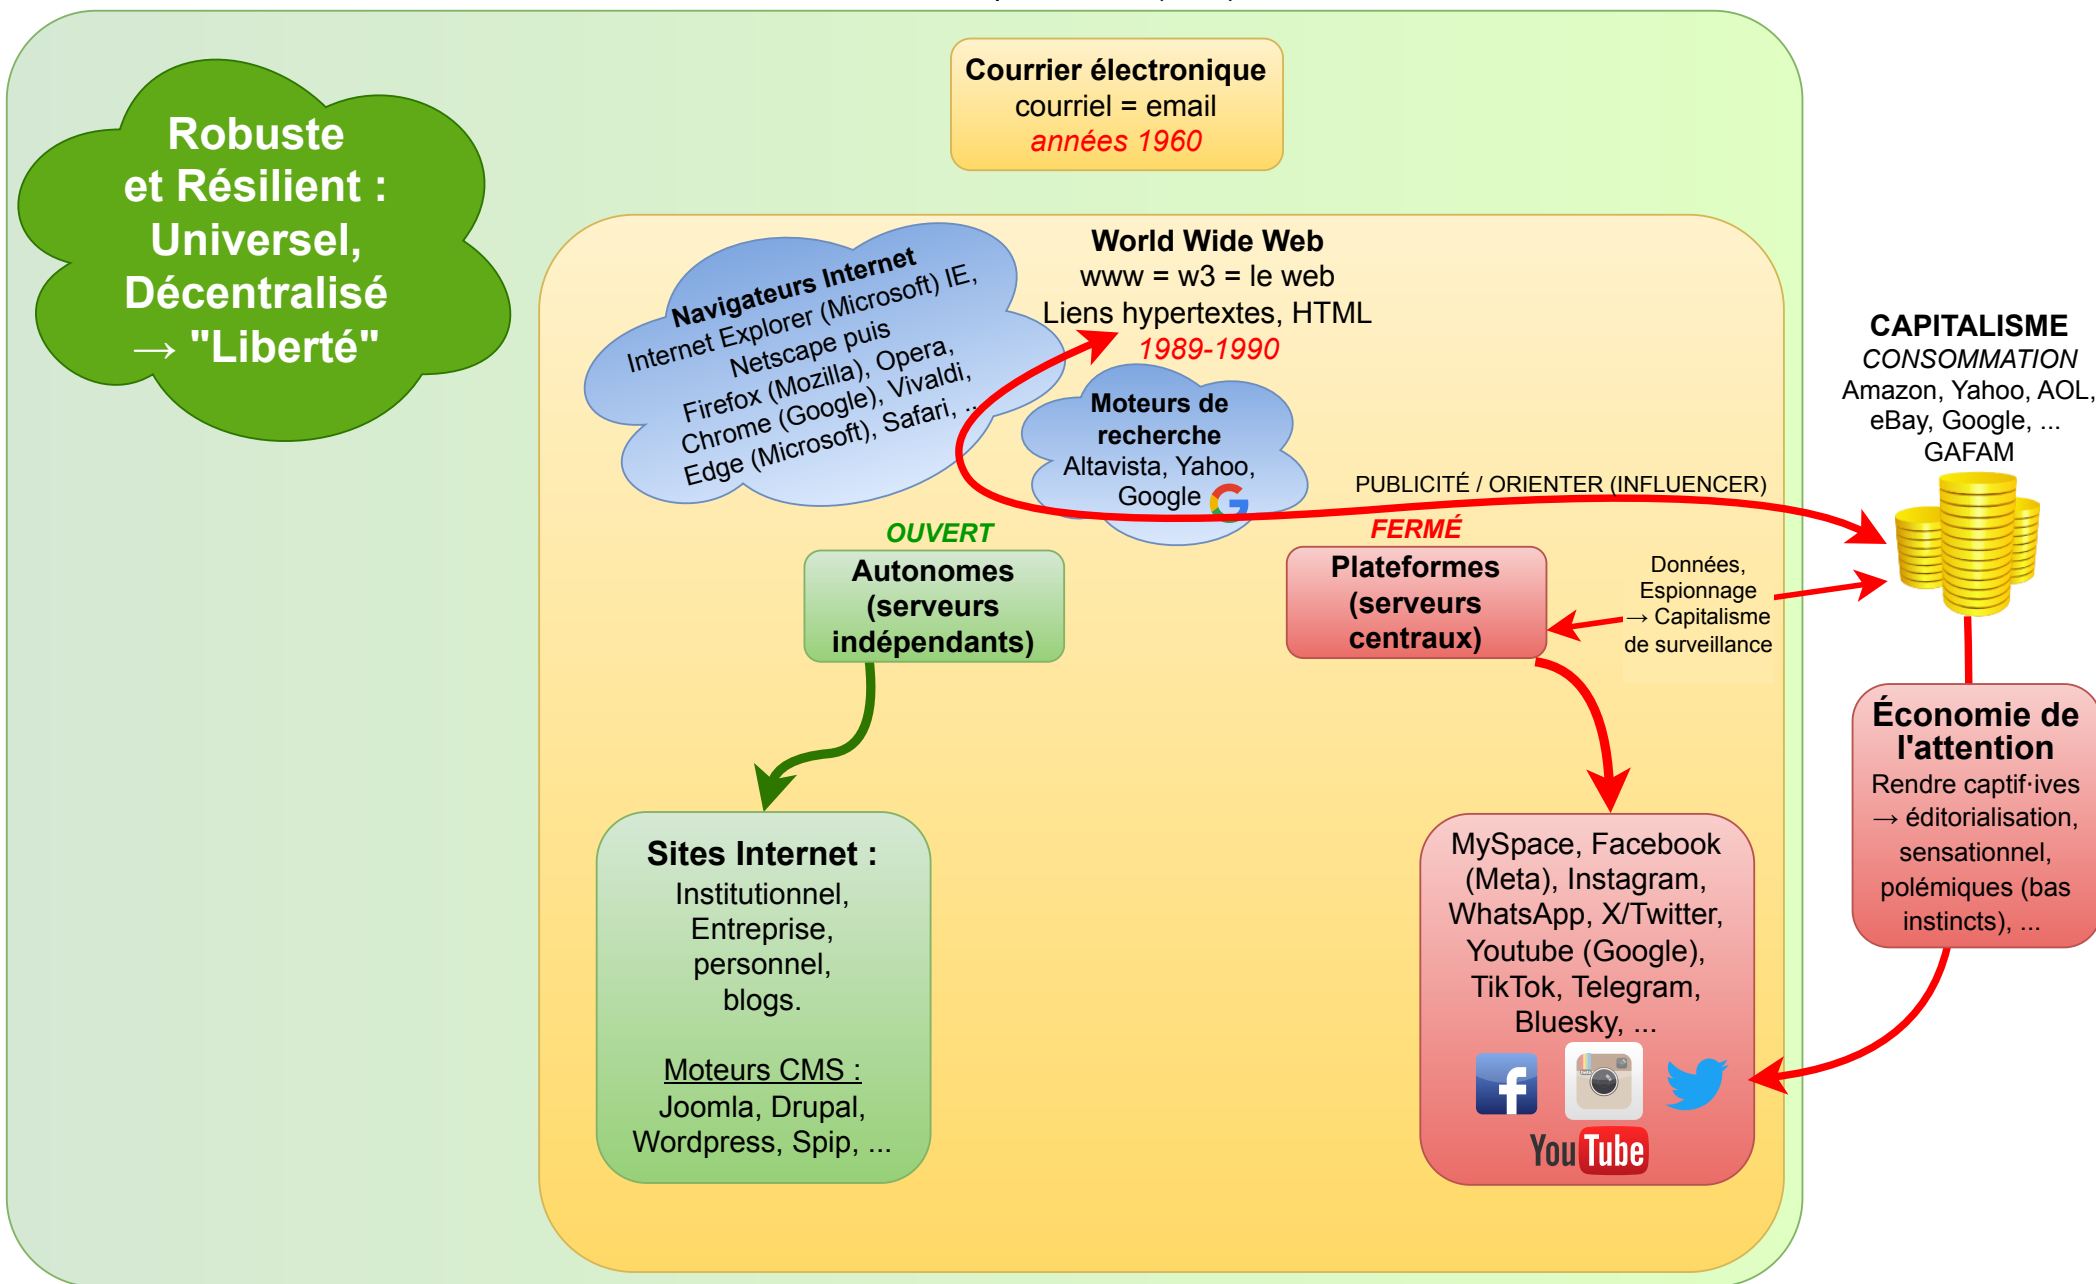 Courrier électronique
courriel = email
années 1960
Robuste
et Résilient :
Universel,
Décentralisé
→ "Liberté"
Navigateurs Internet
Internet Explorer (Microsoft) IE,
Netscape puis
Firefox (Mozilla), Opera,
Chrome (Google), Vivaldi,
Edge (Microsoft), Safari, ...
World Wide Web
www = w3 = le web
Liens hypertextes, HTML
1989-1990
Moteurs de
recherche
Altavista, Yahoo,
Google
CAPITALISME
CONSOMMATION
Amazon, Yahoo, AOL,
eBay, Google, ...
GAFAM
PUBLICITÉ / ORIENTER (INFLUENCER)
OUVERT
Autonomes
(serveurs
indépendants)
FERMÉ
Plateformes
(serveurs
centraux)
Données,
Espionnage
→ Capitalisme
de surveillance
Économie de
l'attention
Rendre captif·ives
→ éditorialisation,
sensationnel,
polémiques (bas
instincts), ...
Sites Internet :
Institutionnel,
Entreprise,
personnel,
blogs.
Moteurs CMS :
Joomla, Drupal,
Wordpress, Spip, ...
MySpace, Facebook
(Meta), Instagram,
WhatsApp, X/Twitter,
Youtube (Google),
TikTok, Telegram,
Bluesky, ...
YouTube